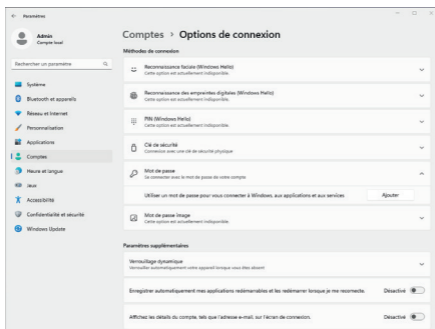 Paramètres
Admin
Compte local
Rechercher un paramètre
Système
Bluetooth et appareils
Réseau et Internet
Personnalisation
Applications
Comptes
Heure et langue
Jeux
Accessibilité
Confidentialité et sécurité
Windows Update
Comptes > Options de connexion
Méthodes de connexion
Reconnaissance faciale (Windows Hello)
Cette option est actuellement indisponible.
Reconnaissance des empreintes digitales (Windows Hello)
Cette option est actuellement indisponible.
PIN (Windows Hello)
Cette option est actuellement indisponible.
Clé de sécurité
Connexion avec une clé de sécurité physique
Mot de passe
Se connecter avec le mot de passe de votre compte
Utiliser un mot de passe pour vous connecter à Windows, aux applications et aux services
Ajouter
Mot de passe image
Cette option est actuellement indisponible.
Paramètres supplémentaires
Verrouillage dynamique
Verrouiller automatiquement votre appareil lorsque vous êtes absent
Enregistrer automatiquement mes applications redémarrables et les redémarrer lorsque je me reconnecte.
Désactivé
Affichez les détails du compte, tels que l'adresse e-mail, sur l'écran de connexion.
Désactivé